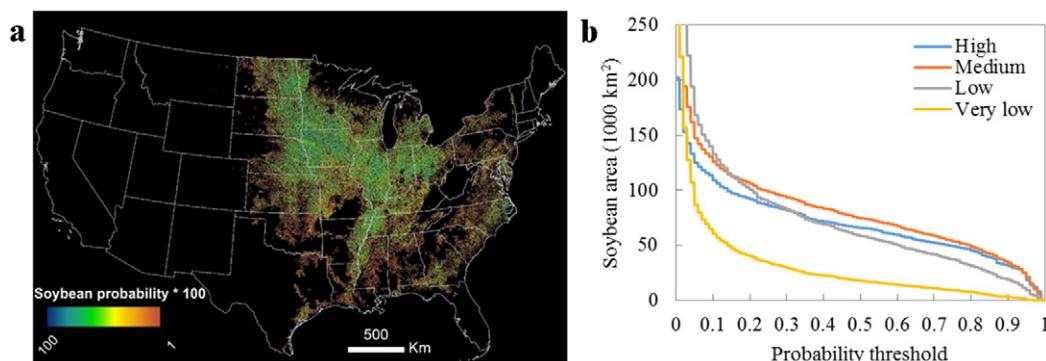 a
Soybean probability * 100
100
1
500
Km
b
Soybean area (1000 km²)
250
200
150
100
50
0
High
Medium
Low
Very low
0 0.1 0.2 0.3 0.4 0.5 0.6 0.7 0.8 0.9 1
Probability threshold